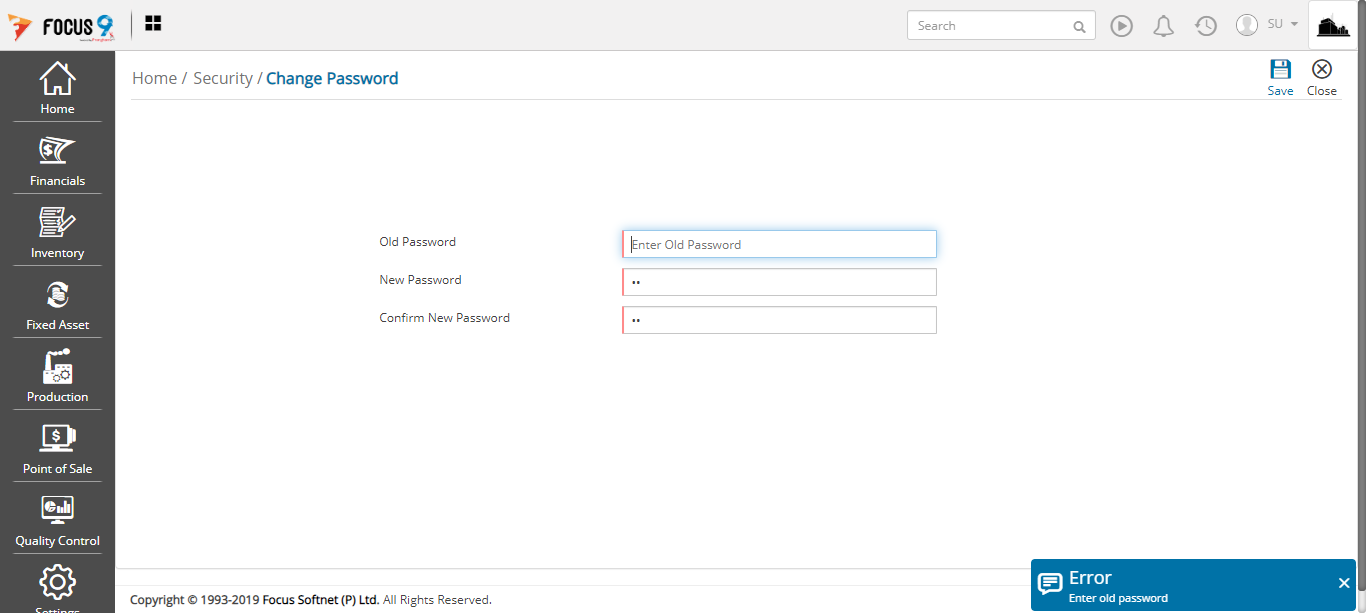 FOCUS 9
Search
SU
Home / Security / Change Password
Save
Close
Home
Financials
Inventory
Fixed Asset
Production
Point of Sale
Quality Control
Settings
Old Password
Enter Old Password
New Password
••
Confirm New Password
••
Error
Enter old password
Copyright © 1993-2019 Focus Softnet (P) Ltd. All Rights Reserved.